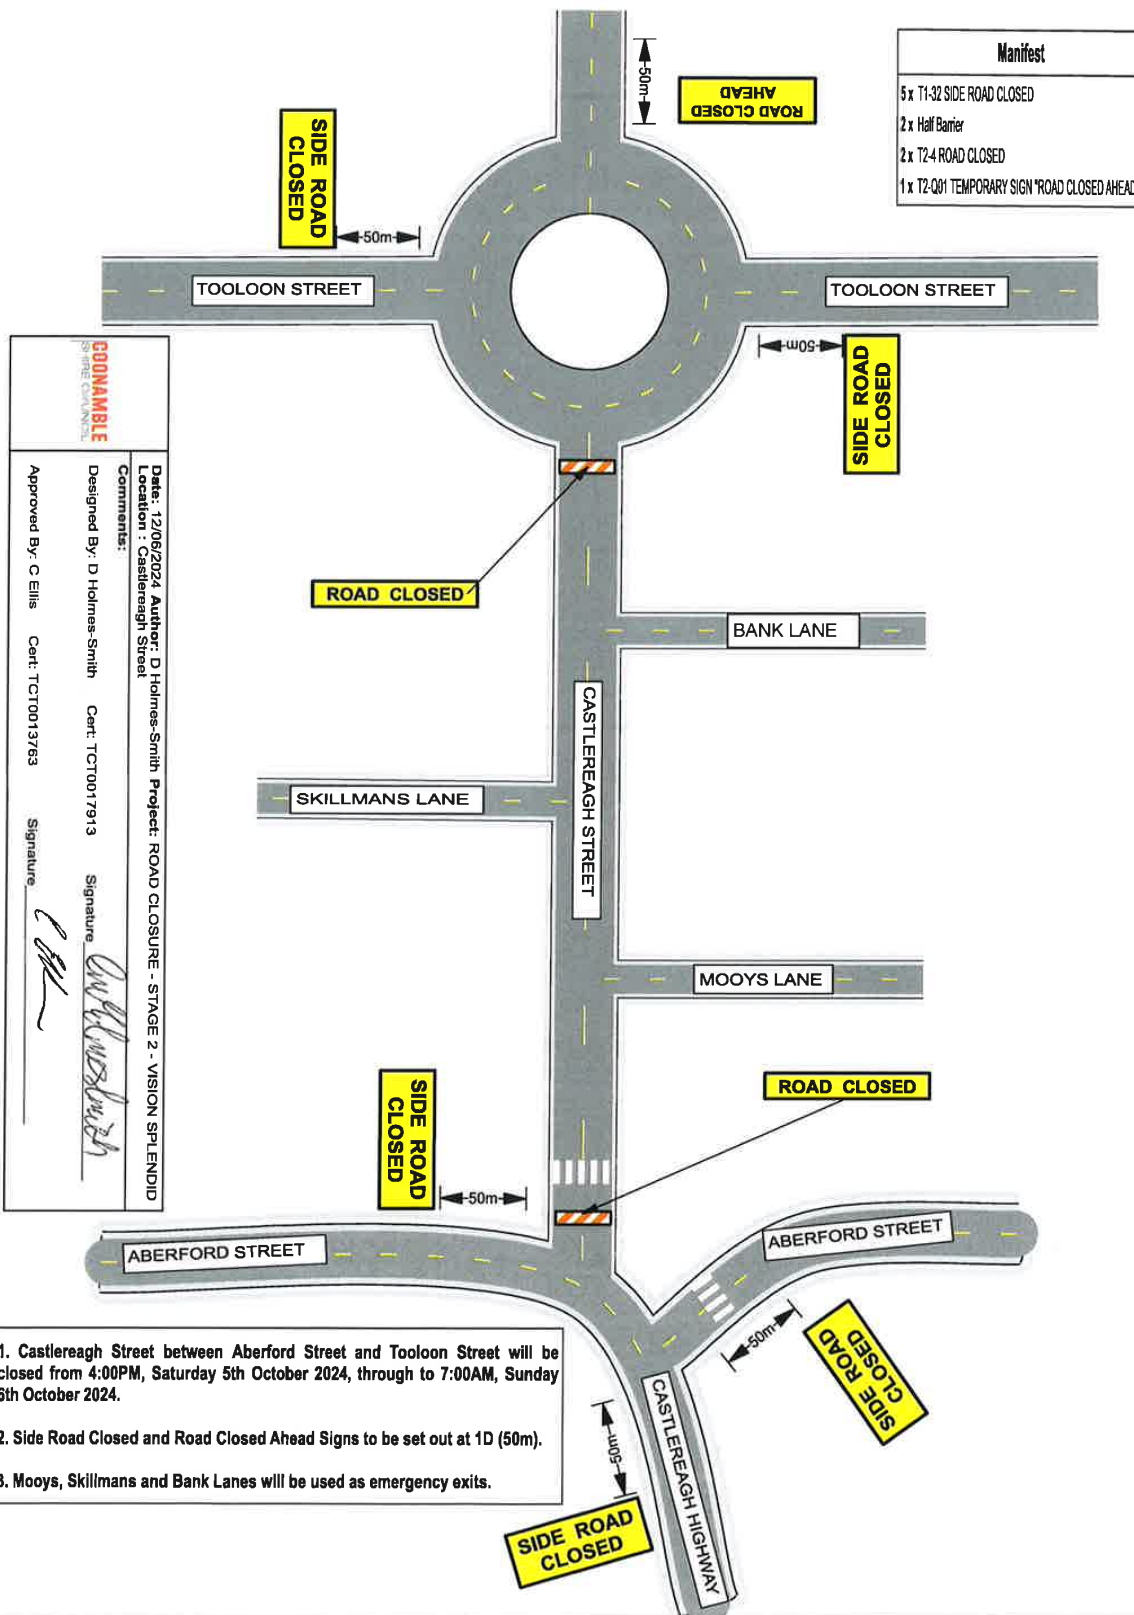 Manifest
5 x T1-32 SIDE ROAD CLOSED
2 x Half Barrier
2 x T2-4 ROAD CLOSED
1 x T2-Q01 TEMPORARY SIGN "ROAD CLOSED AHEAD
50m
ROAD CLOSED
AHEAD
SIDE ROAD
CLOSED
50m
TOOLOON STREET
TOOLOON STREET
50m
SIDE ROAD
CLOSED
ROAD CLOSED
BANK LANE
CASTLEREAGH STREET
SKILLMANS LANE
MOOYS LANE
ROAD CLOSED
SIDE ROAD
CLOSED
50m
ABERFORD STREET
ABERFORD STREET
50m
SIDE ROAD
CLOSED
CASTLEREAGH HIGHWAY
50m
SIDE ROAD
CLOSED
COONAMBLE
SHIRE COUNCIL
Date: 12/06/2024 Author: D Holmes-Smith Project: ROAD CLOSURE - STAGE 2 - VISION SPLENDID
Location : Castlereagh Street
Comments:
Designed By: D Holmes-Smith Cert: TCT0017913 Signature
Approved By: C Ellis Cert: TCT0013763 Signature
1. Castlereagh Street between Aberford Street and Tooloon Street will be
closed from 4:00PM, Saturday 5th October 2024, through to 7:00AM, Sunday
6th October 2024.
2. Side Road Closed and Road Closed Ahead Signs to be set out at 1D (50m).
3. Mooys, Skillmans and Bank Lanes will be used as emergency exits.